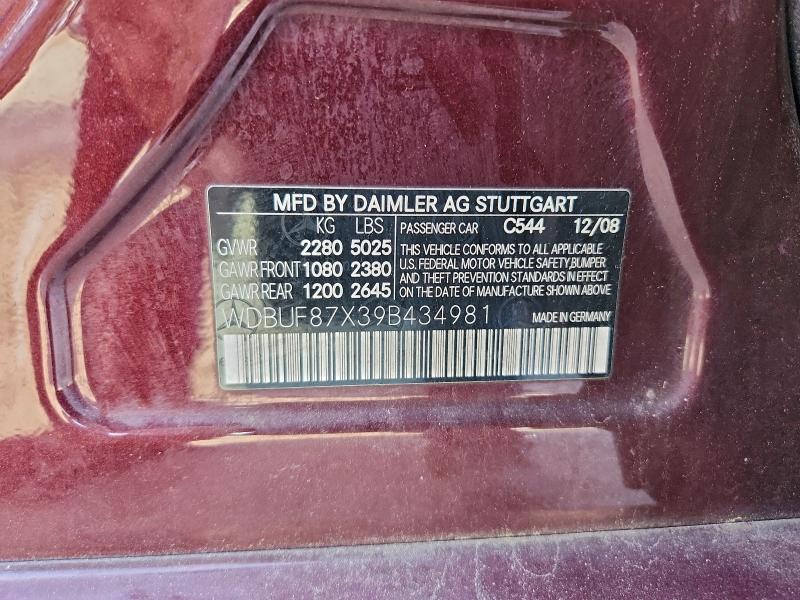 MFD BY DAIMLER AG STUTTGART
KG LBS
GVWR 2280 5025
GAWR FRONT 1080 2380
GAWR REAR 1200 2645
PASSENGER CAR C544 12/08
THIS VEHICLE CONFORMS TO ALL APPLICABLE
U.S. FEDERAL MOTOR VEHICLE SAFETY,BUMPER
AND THEFT PREVENTION STANDARDS IN EFFECT
ON THE DATE OF MANUFACTURE SHOWN ABOVE
WDBUF87X39B434981 MADE IN GERMANY